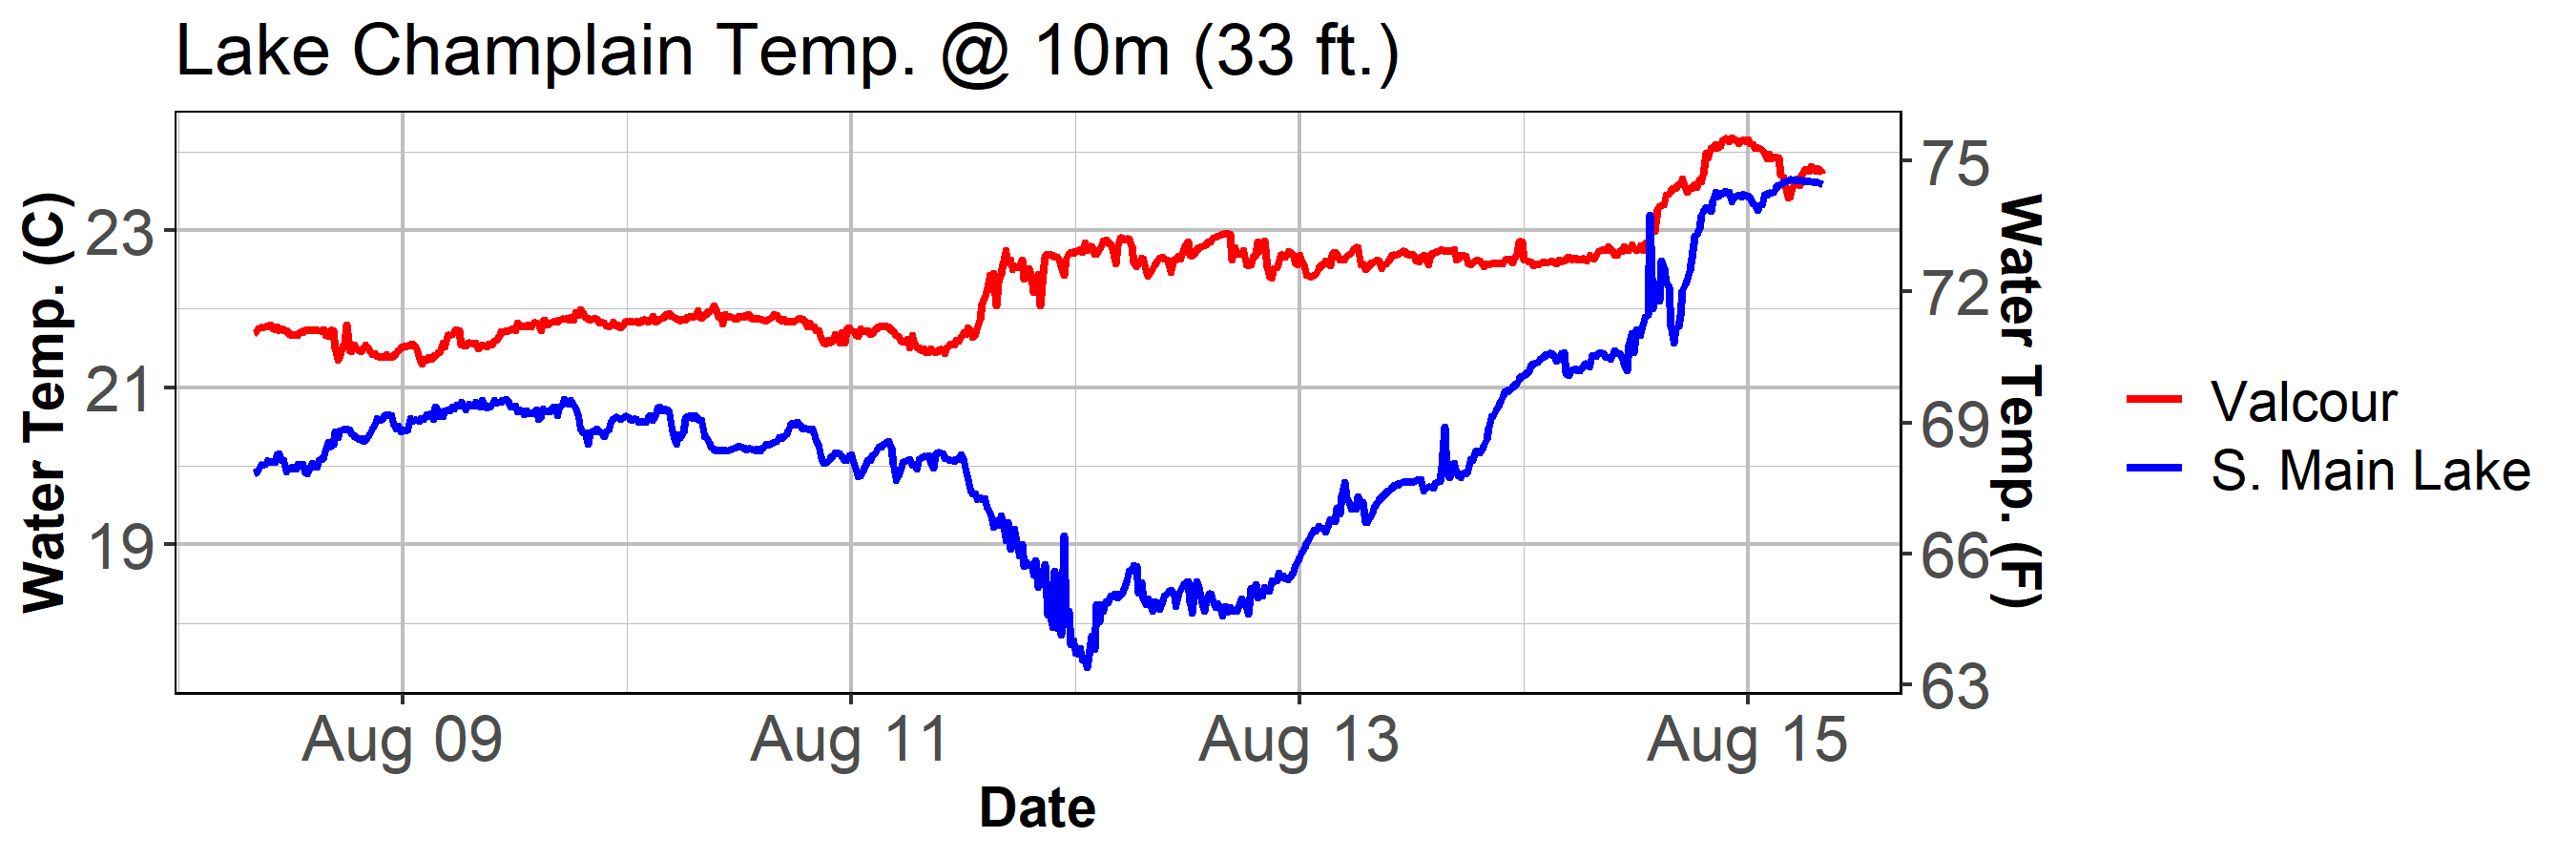 Lake Champlain Temp. @ 10m (33 ft.)
Water Temp. (C)
23
21
19
75
72
69
66
63
Water Temp. (F)
Aug 09
Aug 11
Aug 13
Aug 15
Date
Valcour
S. Main Lake